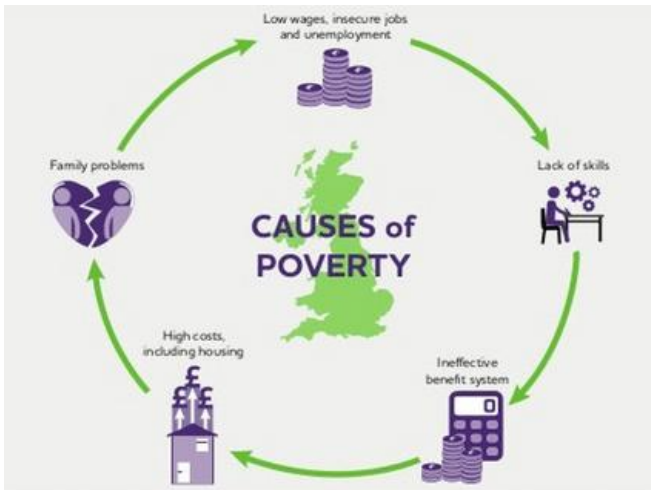 Low wages, insecure jobs
and unemployment
Lack of skills
Ineffective
benefit system
0
High costs,
including housing
£
£ £
Family problems
CAUSES of
POVERTY